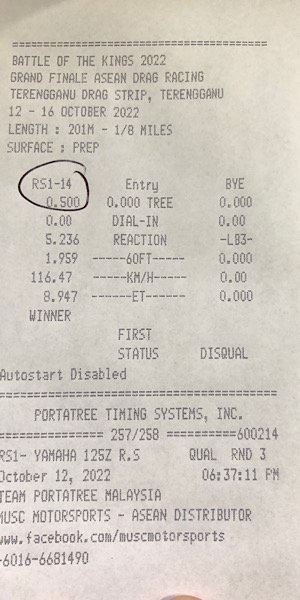 ===================================
BATTLE OF THE KINGS 2022
GRAND FINALE ASEAN DRAG RACING
TERENGGANU DRAG STRIP, TERENGGANU
12 - 16 OCTOBER 2022
LENGTH : 201M - 1/8 MILES
SURFACE : PREP
RS1-14 Entry BYE
0.500 0.000 TREE 0.000
0.00 DIAL-IN 0.00
5.236 REACTION -LB3-
1.959 -----60FT----- 0.000
116.47 -----KM/H----- 0.00
8.947 ------ET------ 0.000
WINNER
FIRST
STATUS DISQUAL
Autostart Disabled
===================================
PORTATREE TIMING SYSTEMS, INC.
=============== 257/258 ==========600214
RS1- YAMAHA 125Z R.S QUAL RND 3
October 12, 2022 06:37:11 PM
TEAM PORTATREE MALAYSIA
MUSC MOTORSPORTS - ASEAN DISTRIBUTOR
www.facebook.com/muscmotorsports
-6016-6681490